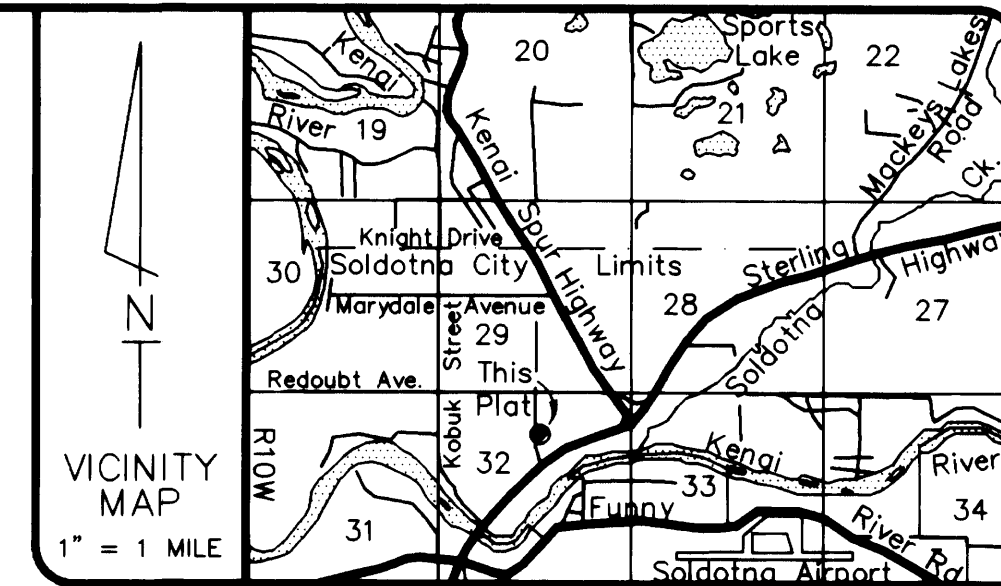 N
VICINITY
MAP
1" = 1 MILE
Kenai
River
19
20
Sports
Lake
21
22
Mackeys Lakes
Road
Ck.
Kenai
Spur Highway
Knight Drive
30
Soldotna City Limits
Sterling
Highway
28
27
Marydale Avenue
Kobuk Street
29
Soldotna
Redoubt Ave.
This
Plat
R10W
32
Kenai
River
33
34
31
Funny
River Rd
Soldotna Airport